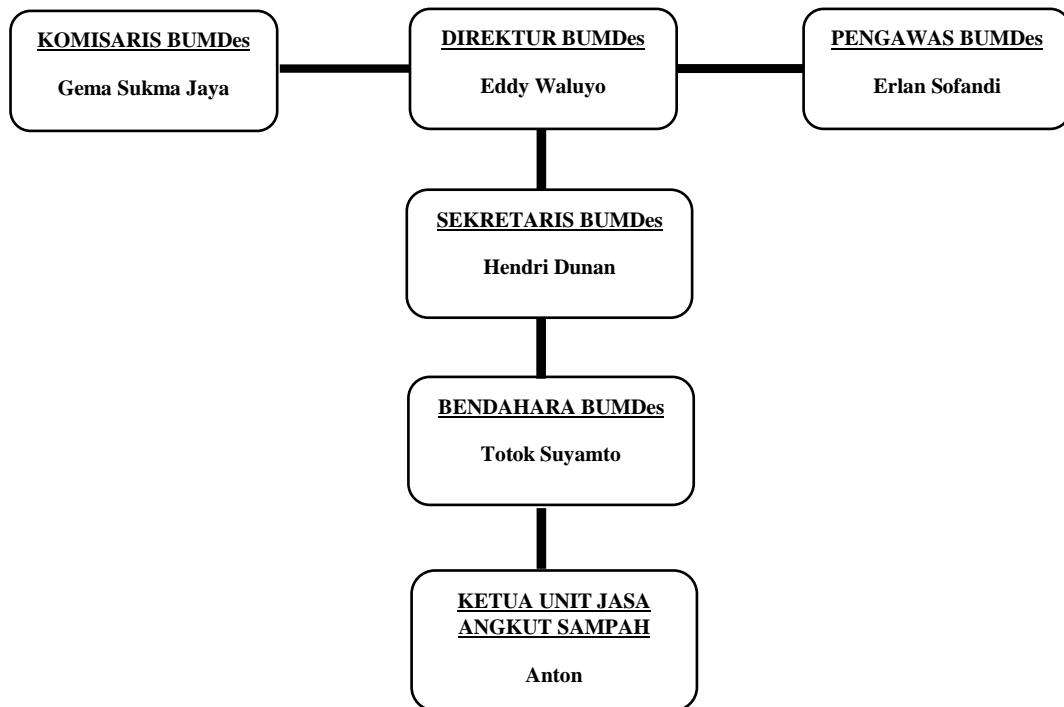 KOMISARIS BUMDes
Gema Sukma Jaya
DIREKTUR BUMDes
Eddy Waluyo
PENGAWAS BUMDes
Erlan Sofandi
SEKRETARIS BUMDes
Hendri Dunan
BENDAHARA BUMDes
Totok Suyamto
KETUA UNIT JASA
ANGKUT SAMPAH
Anton